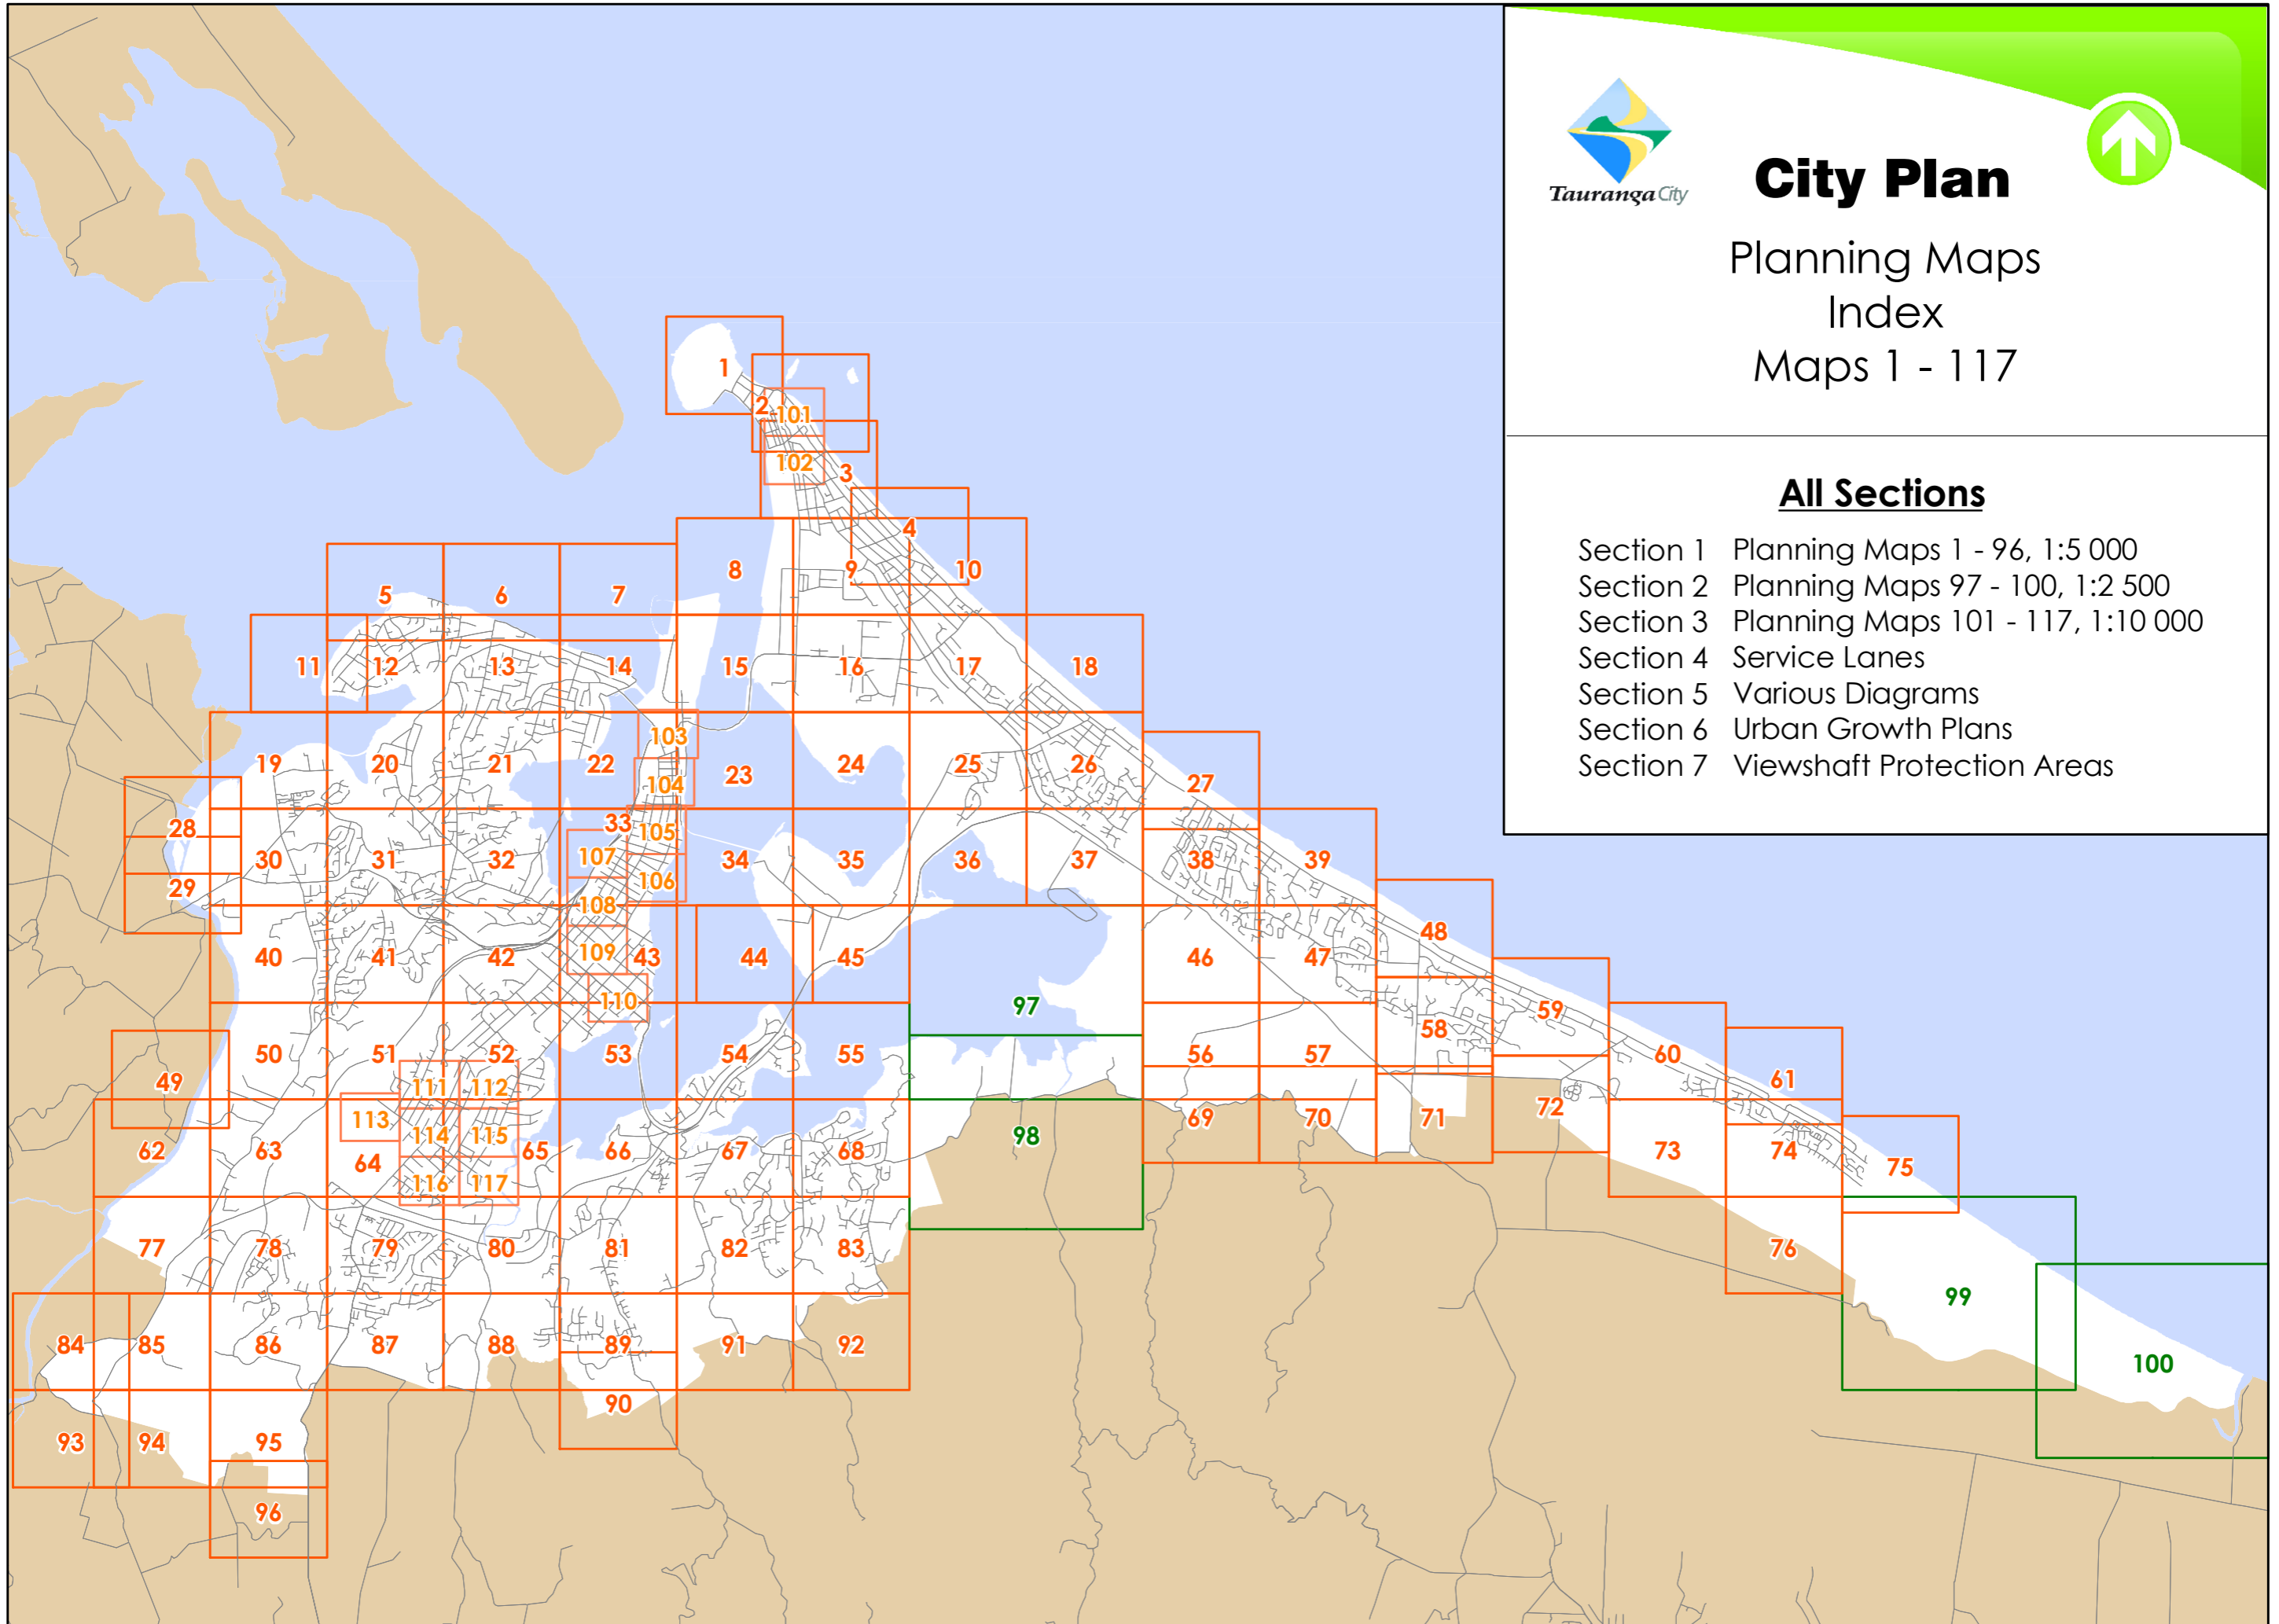 Tauranga City
City Plan
Planning Maps
Index
Maps 1 - 117
All Sections
Section 1 Planning Maps 1 - 96, 1:5 000
Section 2 Planning Maps 97 - 100, 1:2 500
Section 3 Planning Maps 101 - 117, 1:10 000
Section 4 Service Lanes
Section 5 Various Diagrams
Section 6 Urban Growth Plans
Section 7 Viewshaft Protection Areas
1
2 101
102 3
4
8 9 10
5 6 7
11 12 13 14 15 16 17 18
103
19 20 21 22 23 24 25 26 27
104
28 33 105
30 31 32 107 34 35 36 37 38 39
29 106
108
48
40 41 42 109 43 44 45 46 47
110 97 59
58
50 51 52 53 54 55 56 57 60
49 111 112 61
113 98 69 70 71 72
114 115
62 63 64 65 66 67 68 73 74 75
116 117
77 78 79 80 81 82 83 76
99
84 85 86 87 88 89 91 92 100
90
93 94 95
96